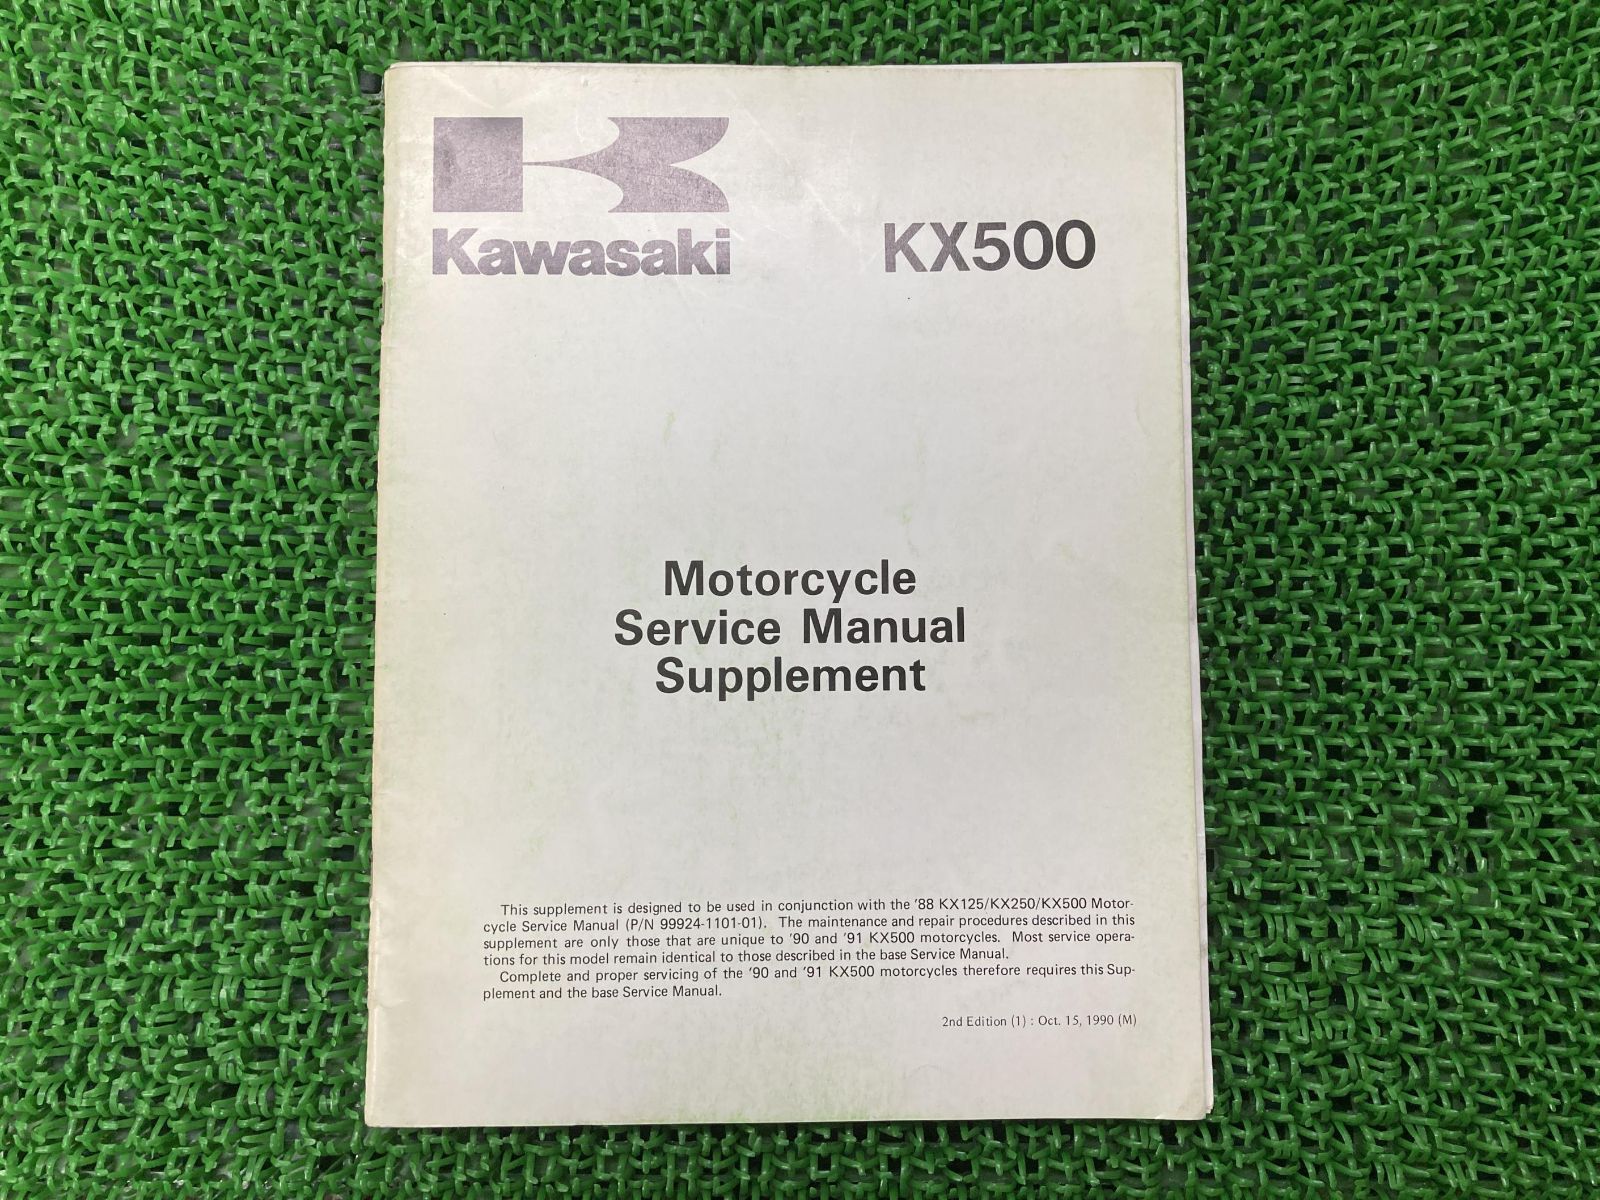 Kawasaki
KX500
Motorcycle
Service Manual
Supplement
This supplement is designed to be used in conjunction with the '88 KX125/KX250/KX500 Motor-
cycle Service Manual (P/N 99924-1101-01). The maintenance and repair procedures described in this
supplement are only those that are unique to '90 and '91 KX500 motorcycles. Most service opera-
tions for this model remain identical to those described in the base Service Manual.
Complete and proper servicing of the '90 and '91 KX500 motorcycles therefore requires this Sup-
plement and the base Service Manual.
2nd Edition (1) : Oct. 15, 1990 (M)